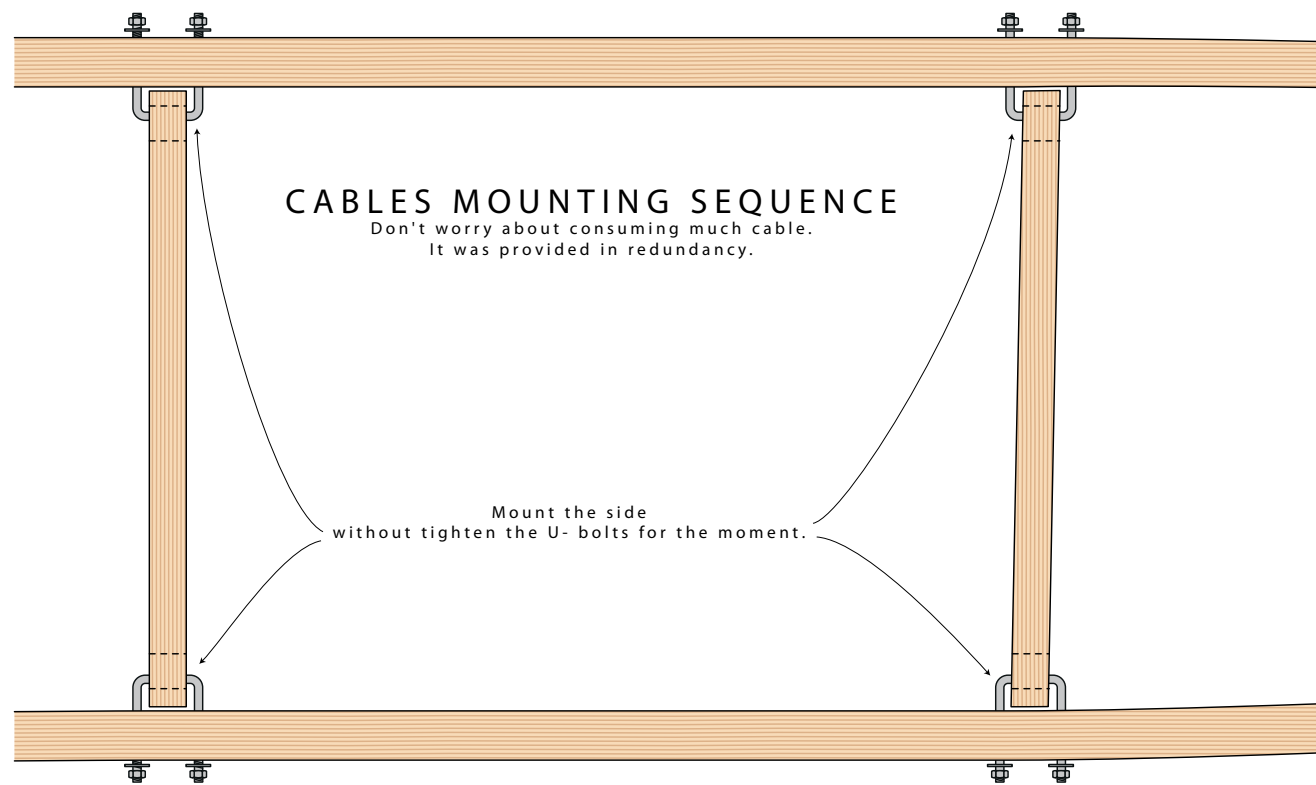 CABLES MOUNTING SEQUENCE
Don't worry about consuming much cable.
It was provided in redundancy.
Mount the side
without tighten the U- bolts for the moment.